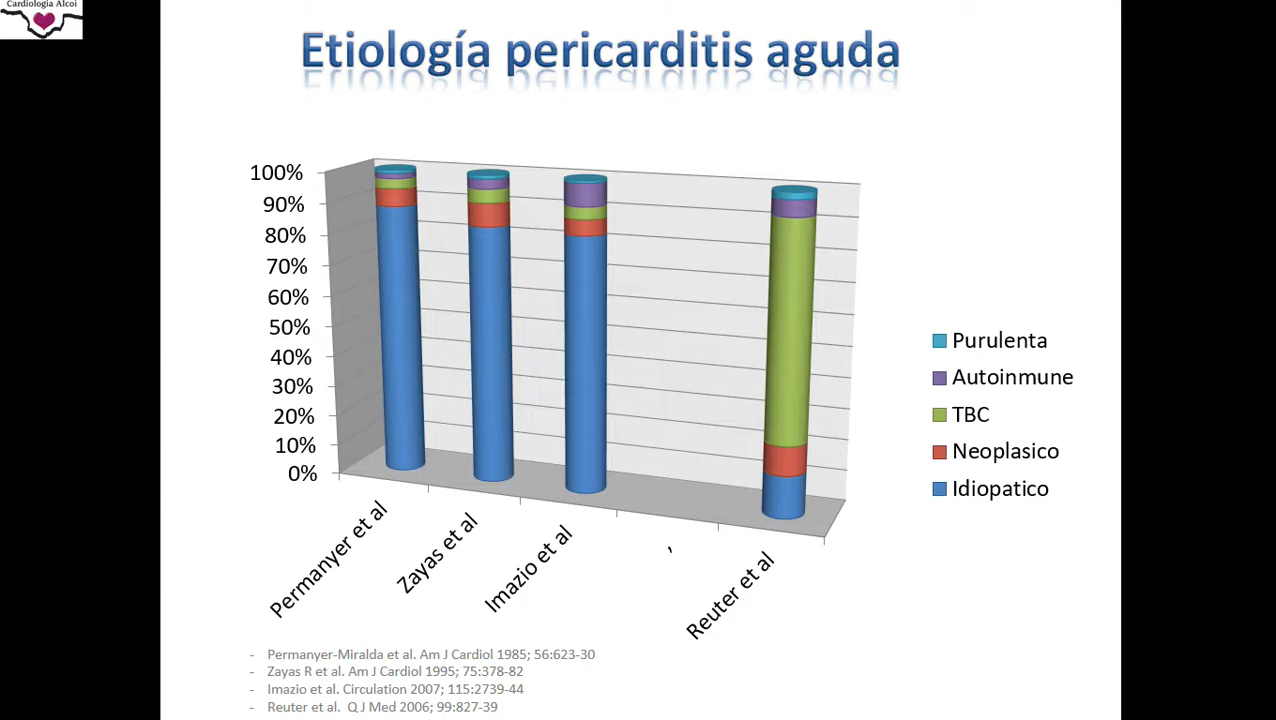 Cardiología Alcoi
Etiología pericarditis aguda
100%
90%
80%
70%
60%
50%
40%
30%
20%
10%
0%
Permanyer et al
Zayas et al
Imazio et al
,
Reuter et al
Purulenta
Autoinmune
TBC
Neoplasico
Idiopatico
- Permanyer-Miralda et al. Am J Cardiol 1985; 56:623-30
- Zayas R et al. Am J Cardiol 1995; 75:378-82
- Imazio et al. Circulation 2007; 115:2739-44
- Reuter et al. Q J Med 2006; 99:827-39